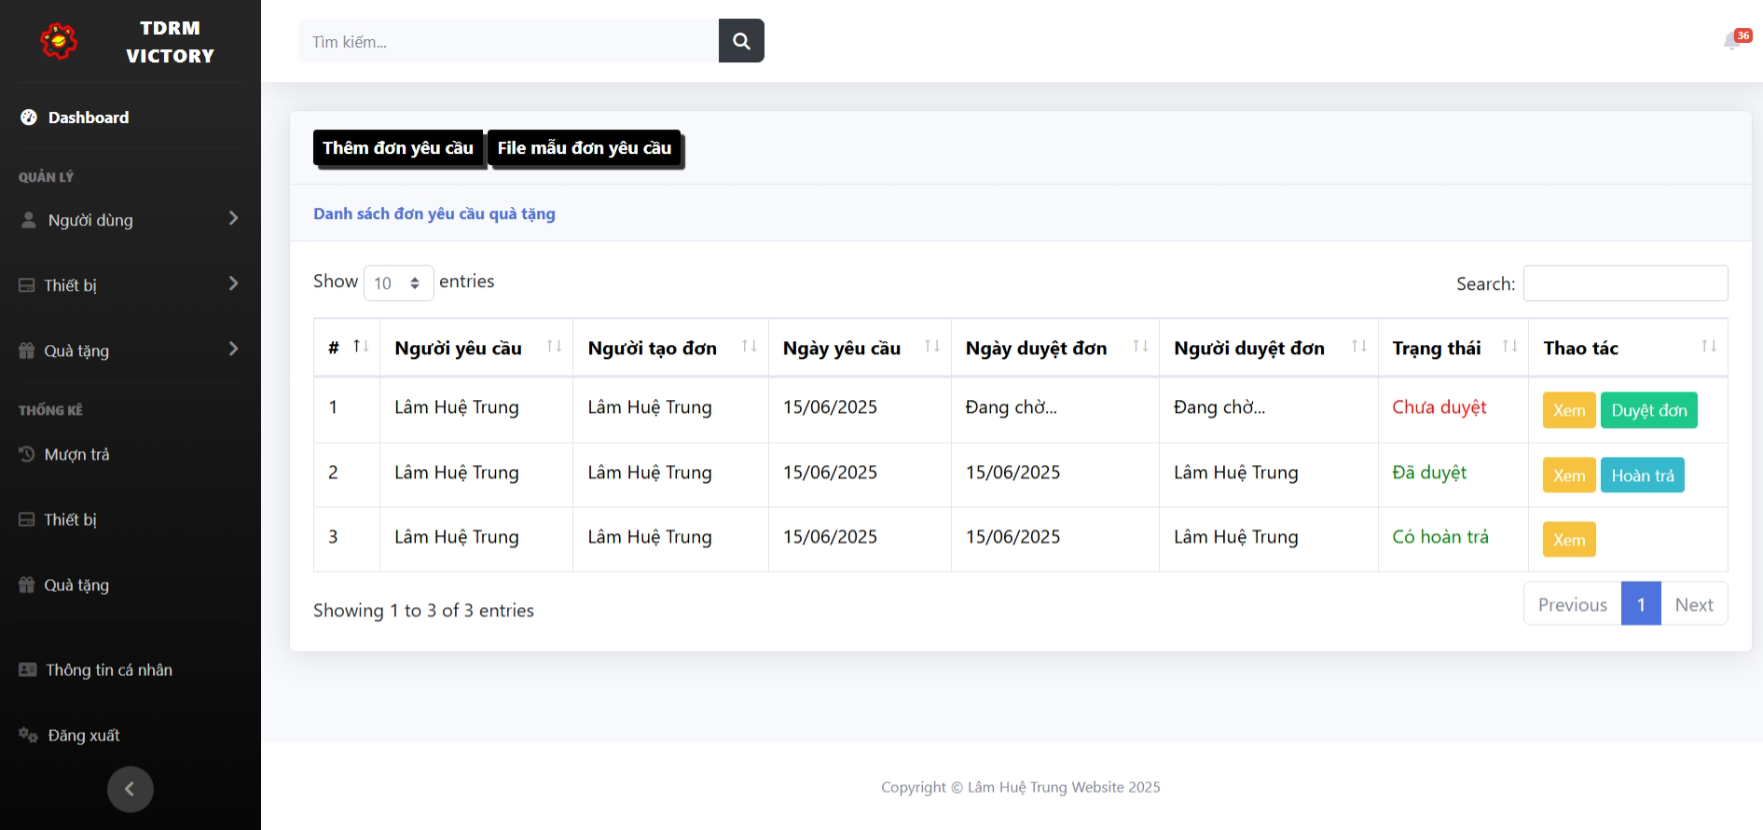 TDRM
VICTORY
Dashboard
QUẢN LÝ
Người dùng
Thiết bị
Quà tặng
THỐNG KÊ
Mượn trả
Thiết bị
Quà tặng
Thông tin cá nhân
Đăng xuất
Tìm kiếm...
36
Thêm đơn yêu cầu File mẫu đơn yêu cầu
Danh sách đơn yêu cầu quà tặng
Show 10 entries Search:
# Người yêu cầu Người tạo đơn Ngày yêu cầu Ngày duyệt đơn Người duyệt đơn Trạng thái Thao tác
1 Lâm Huệ Trung Lâm Huệ Trung 15/06/2025 Đang chờ... Đang chờ... Chưa duyệt Xem Duyệt đơn
2 Lâm Huệ Trung Lâm Huệ Trung 15/06/2025 15/06/2025 Lâm Huệ Trung Đã duyệt Xem Hoàn trả
3 Lâm Huệ Trung Lâm Huệ Trung 15/06/2025 15/06/2025 Lâm Huệ Trung Có hoàn trả Xem
Showing 1 to 3 of 3 entries Previous 1 Next
Copyright © Lâm Huệ Trung Website 2025